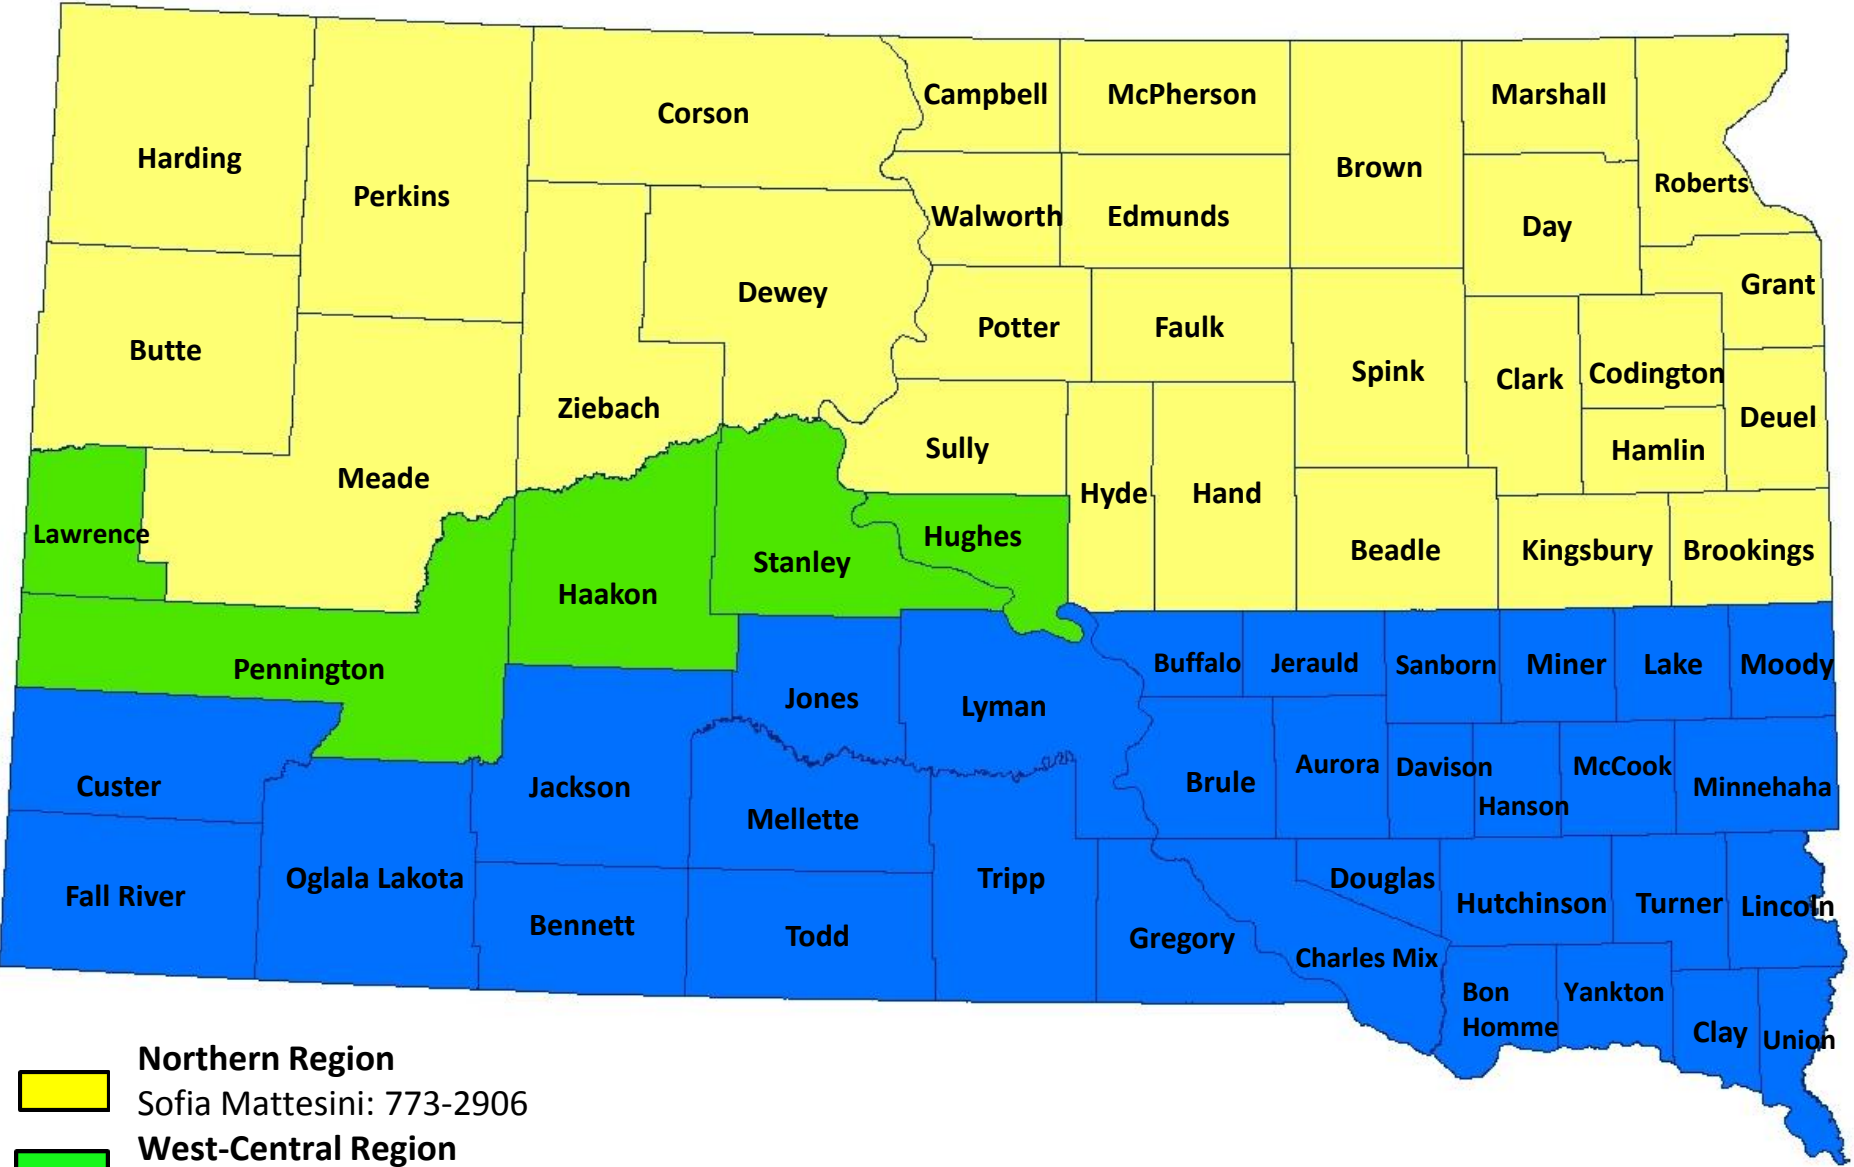 Campbell
McPherson
Marshall
Corson
Harding
Brown
Roberts
Perkins
Walworth
Edmunds
Day
Dewey
Grant
Potter
Faulk
Butte
Spink
Clark
Codington
Ziebach
Deuel
Sully
Hamlin
Meade
Hyde
Hand
Lawrence
Hughes
Stanley
Beadle
Kingsbury
Brookings
Haakon
Pennington
Buffalo
Jerauld
Sanborn
Miner
Lake
Moody
Jones
Lyman
Custer
Jackson
Brule
Aurora
Davison
McCook
Minnehaha
Hanson
Mellette
Fall River
Oglala Lakota
Tripp
Douglas
Hutchinson
Turner
Lincoln
Bennett
Todd
Gregory
Charles Mix
Bon
Homme
Yankton
Clay
Union
Northern Region
Sofia Mattesini: 773-2906
West-Central Region